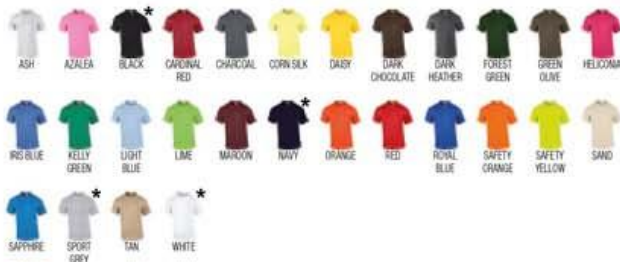 ASH AZALEA BLACK * CARDINAL RED CHARCOAL CORN SILK DAISY DARK CHOCOLATE DARK HEATHER FOREST GREEN GREEN OLIVE HELICONIA
IRIS BLUE KELLY GREEN LIGHT BLUE LIME MAROON NAVY * ORANGE RED ROYAL BLUE SAFETY ORANGE SAFETY YELLOW SAND
SAPPHIRE SPORT GREY * TAN WHITE *